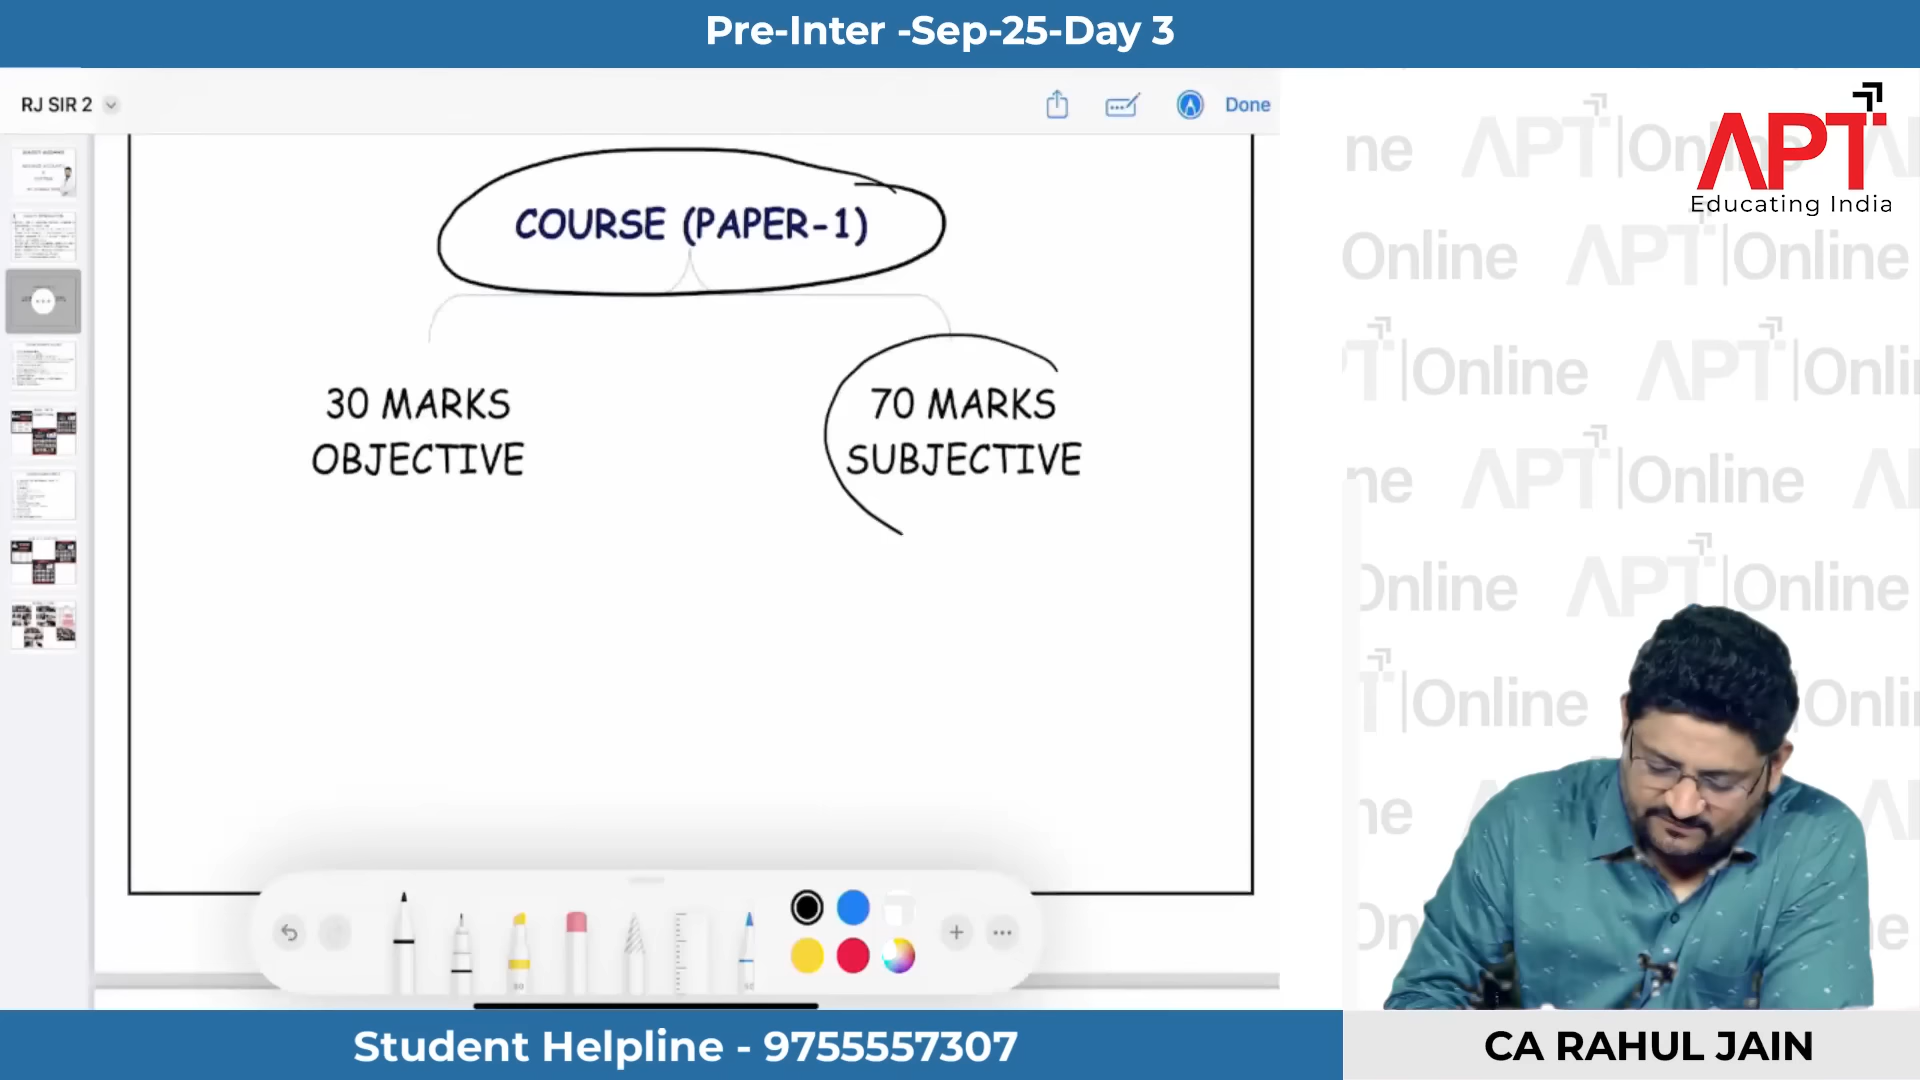 Pre-Inter -Sep-25-Day 3
RJ SIR 2
Done
COURSE (PAPER-1)
30 MARKS
OBJECTIVE
70 MARKS
SUBJECTIVE
APT
Educating India
APT|Online
Student Helpline - 9755557307
CA RAHUL JAIN